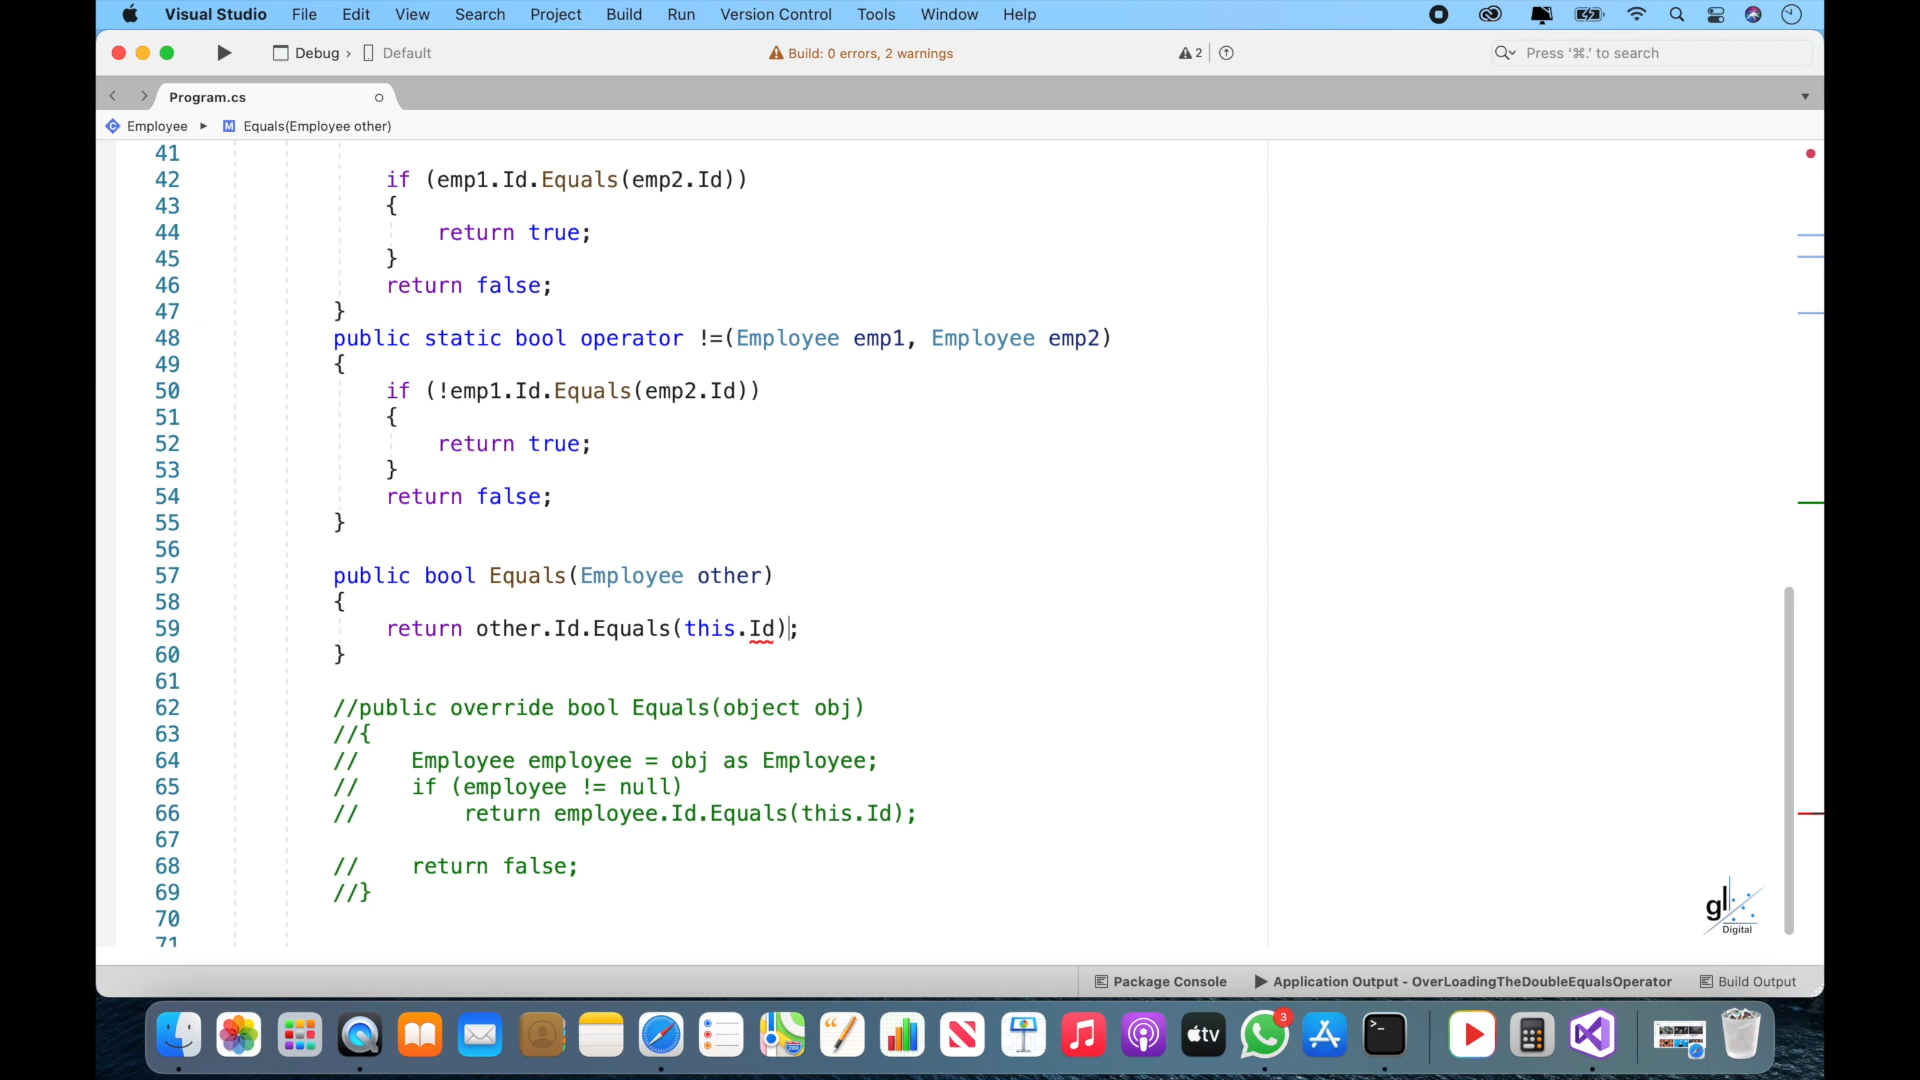 Visual Studio File Edit View Search Project Build Run Version Control Tools Window Help
Debug › Default
Build: 0 errors, 2 warnings
2
Press '⌘.' to search
Program.cs
Employee ▸ M Equals(Employee other)
41
42 if (emp1.Id.Equals(emp2.Id))
43 {
44 return true;
45 }
46 return false;
47 }
48 public static bool operator !=(Employee emp1, Employee emp2)
49 {
50 if (!emp1.Id.Equals(emp2.Id))
51 {
52 return true;
53 }
54 return false;
55 }
56
57 public bool Equals(Employee other)
58 {
59 return other.Id.Equals(this.Id);
60 }
61
62 //public override bool Equals(object obj)
63 //{
64 // Employee employee = obj as Employee;
65 // if (employee != null)
66 // return employee.Id.Equals(this.Id);
67
68 // return false;
69 //}
70
71
gl
Digital
Package Console Application Output - OverLoadingTheDoubleEqualsOperator Build Output
tv
3
>_